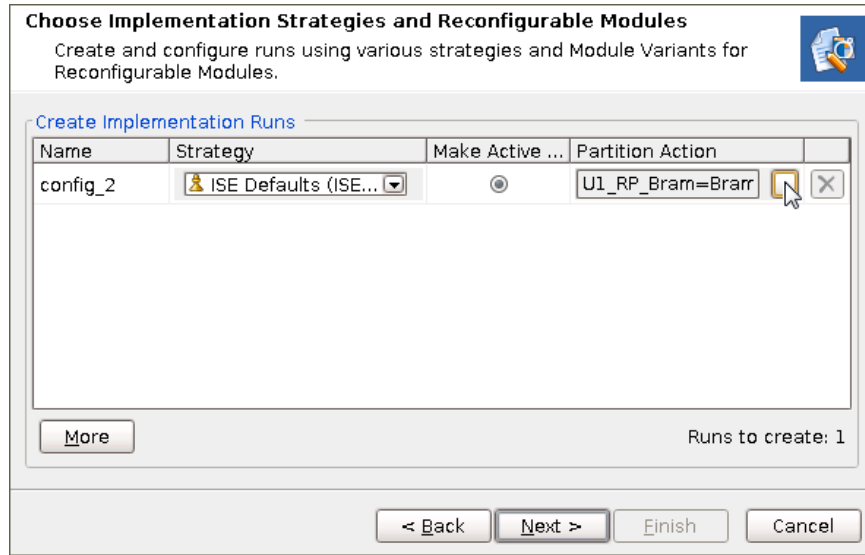 Choose Implementation Strategies and Reconfigurable Modules
Create and configure runs using various strategies and Module Variants for
Reconfigurable Modules.
Create Implementation Runs
Name Strategy Make Active ... Partition Action
config_2 ISE Defaults (ISE... U1_RP_Bram=Bram
More Runs to create: 1
< Back Next > Finish Cancel